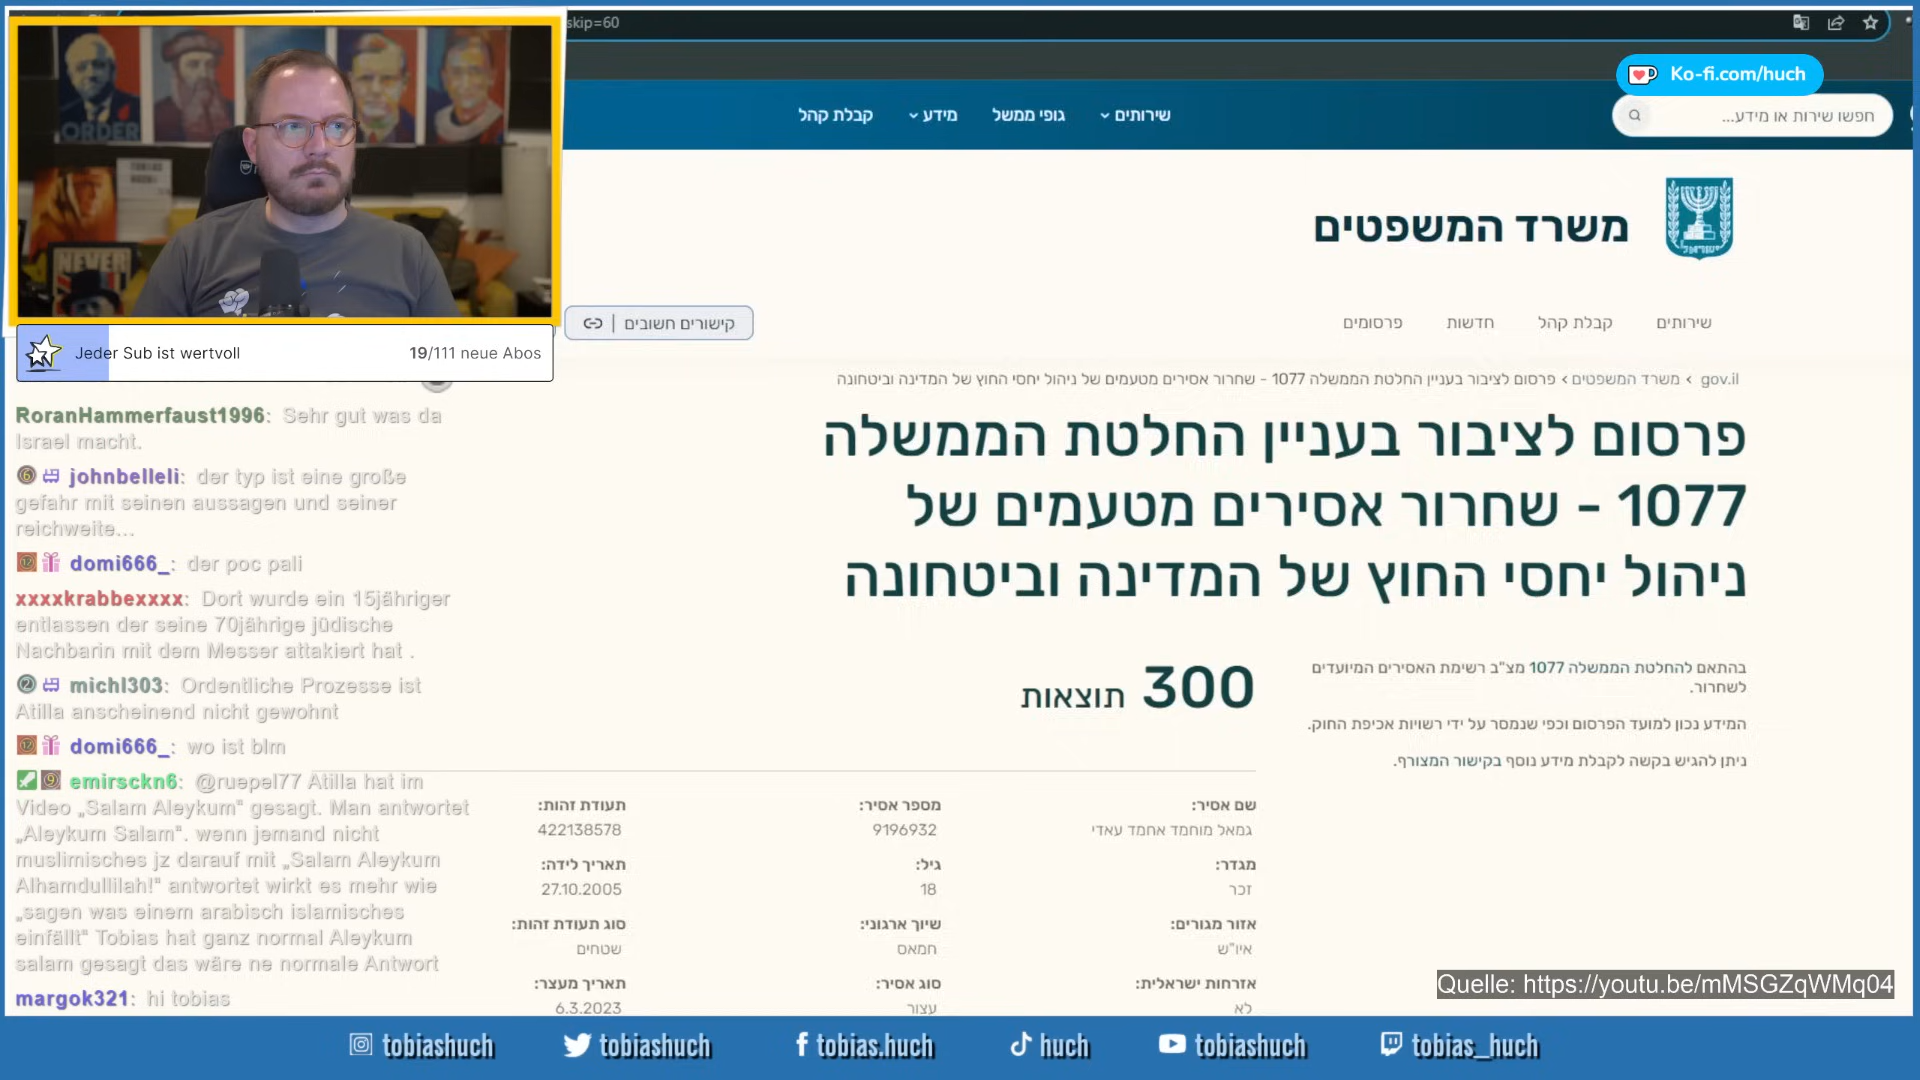 skip=60
Ko-fi.com/huch
שירותים
גופי ממשל
מידע
קבלת קהל
חפשו שירות או מידע...
ORDER
NEVER
משרד המשפטים
קישורים חשובים
שירותים
קבלת קהל
חדשות
פרסומים
gov.il › משרד המשפטים › פרסום לציבור בעניין החלטת הממשלה 1077 - שחרור אסירים מטעמים של ניהול יחסי החוץ של המדינה וביטחונה
פרסום לציבור בעניין החלטת הממשלה
1077 - שחרור אסירים מטעמים של
ניהול יחסי החוץ של המדינה וביטחונה
בהתאם להחלטת הממשלה 1077 מצ"ב רשימת האסירים המיועדים
לשחרור.
המידע נכון למועד הפרסום וכפי שנמסר על ידי רשויות אכיפת החוק.
ניתן להגיש בקשה לקבלת מידע נוסף בקישור המצורף.
300 תוצאות
שם אסיר:
גמאל מוחמד אחמד עאדי
מספר אסיר:
9196932
תעודת זהות:
422138578
מגדר:
זכר
גיל:
18
תאריך לידה:
27.10.2005
אזור מגורים:
איו"ש
שיוך ארגוני:
חמאס
סוג תעודת זהות:
שטחים
אזרחות ישראלית:
לא
סוג אסיר:
עצור
תאריך מעצר:
6.3.2023
Jeder Sub ist wertvoll
19/111 neue Abos
RoranHammerfaust1996: Sehr gut was da
Israel macht.
johnbelleli: der typ ist eine große
gefahr mit seinen aussagen und seiner
reichweite...
domi666_: der poc pali
xxxxkrabbexxxx: Dort wurde ein 15jähriger
entlassen der seine 70jährige jüdische
Nachbarin mit dem Messer attakiert hat .
michl303: Ordentliche Prozesse ist
Atilla anscheinend nicht gewohnt
domi666_: wo ist blm
emirsckn6: @ruepel77 Atilla hat im
Video „Salam Aleykum“ gesagt. Man antwortet
„Aleykum Salam“. wenn jemand nicht
muslimisches jz darauf mit „Salam Aleykum
Alhamdullilah!“ antwortet wirkt es mehr wie
„sagen was einem arabisch islamisches
einfällt“ Tobias hat ganz normal Aleykum
salam gesagt das wäre ne normale Antwort
margok321: hi tobias
Quelle: https://youtu.be/mMSGZqWMq04
tobiashuch
tobiashuch
tobias.huch
huch
tobiashuch
tobias_huch